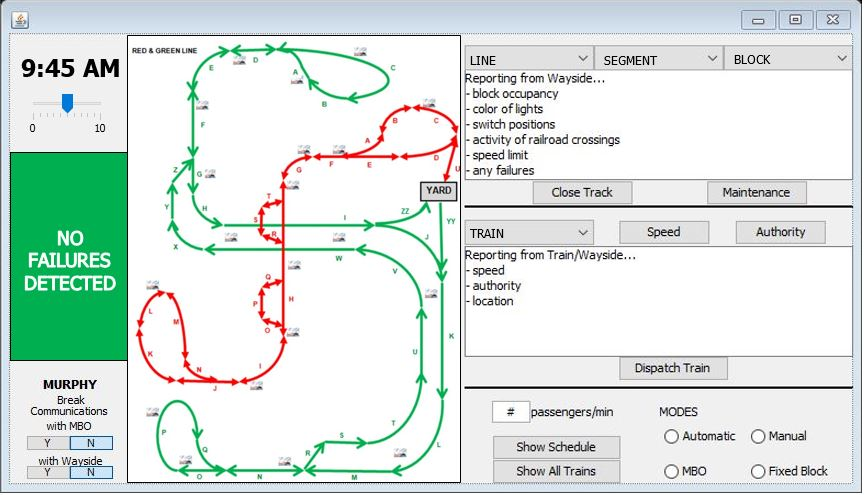 9:45 AM
0 10
NO
FAILURES
DETECTED
MURPHY
Break
Communications
with MBO
Y N
with Wayside
Y N
RED & GREEN LINE
E D
A C
B
F
B C
A
F E D
Z G
G
U
YARD
T
Y H
S I ZZ YY
R
X W J
V
Q
P H
O
L M
K
N
J I
U
K
P
Q
R S T
L
O N M
LINE SEGMENT BLOCK
Reporting from Wayside...
- block occupancy
- color of lights
- switch positions
- activity of railroad crossings
- speed limit
- any failures
Close Track Maintenance
TRAIN Speed Authority
Reporting from Train/Wayside...
- speed
- authority
- location
Dispatch Train
# passengers/min
Show Schedule
Show All Trains
MODES
Automatic Manual
MBO Fixed Block